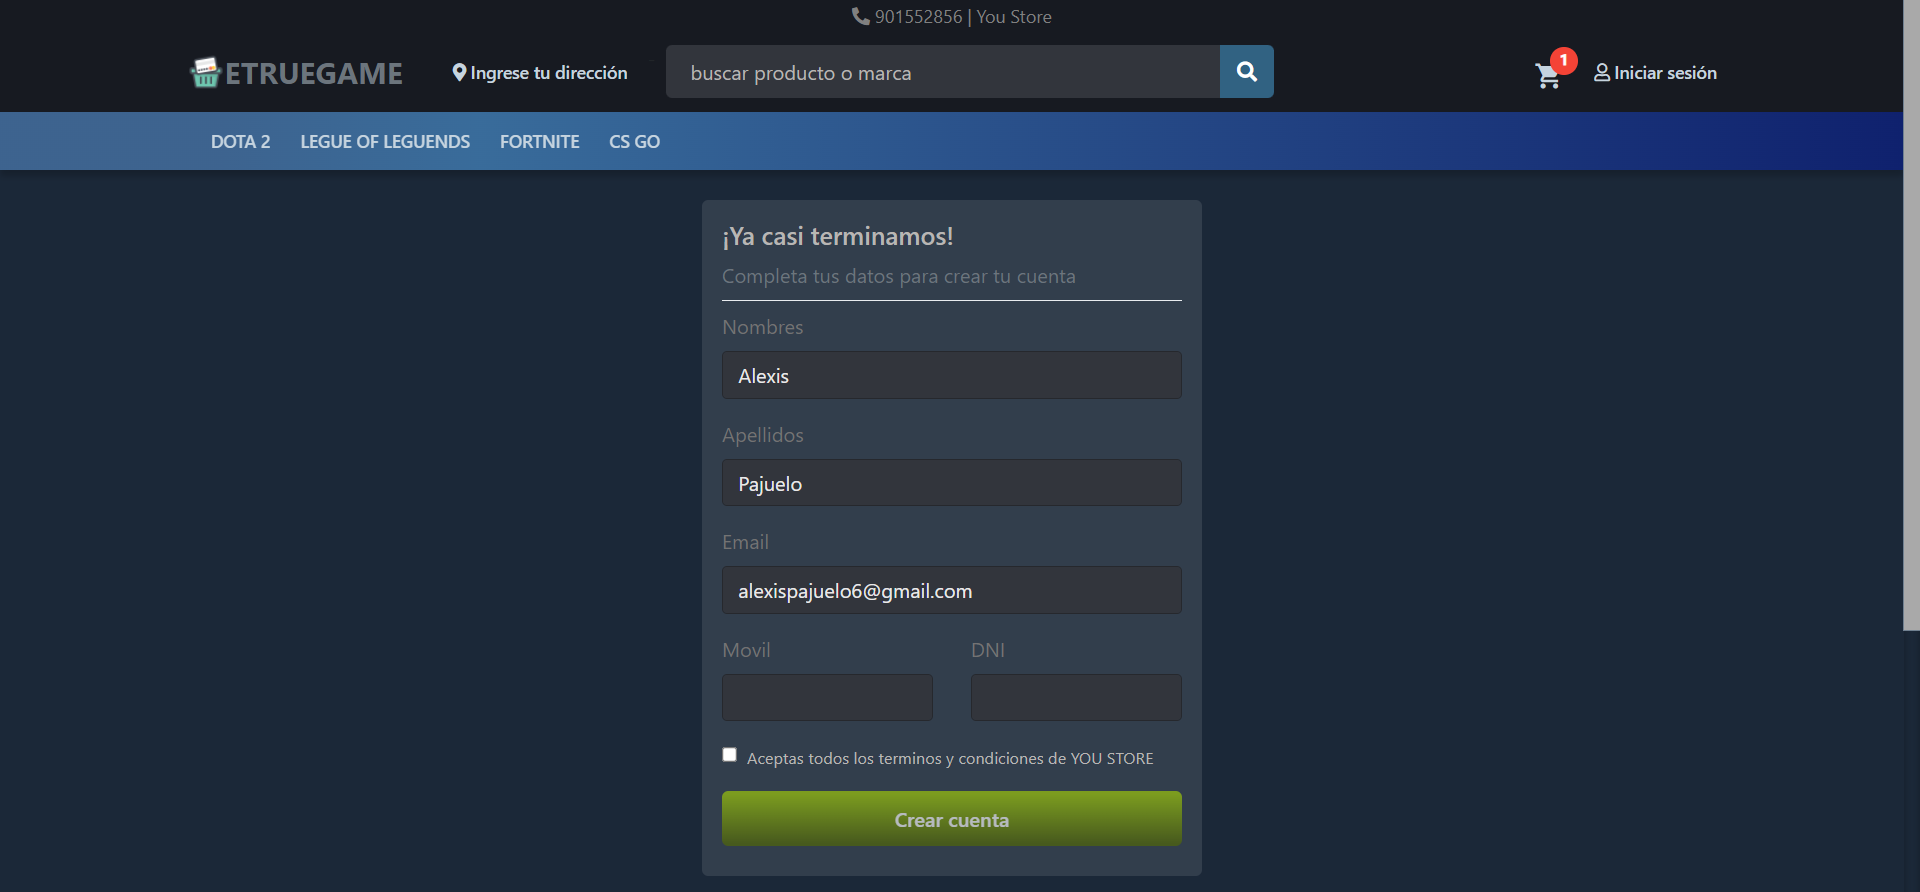 901552856 | You Store
ETRUEGAME
Ingrese tu dirección
buscar producto o marca
1
Iniciar sesión
DOTA 2 LEGUE OF LEGUENDS FORTNITE CS GO
¡Ya casi terminamos!
Completa tus datos para crear tu cuenta
Nombres
Alexis
Apellidos
Pajuelo
Email
alexispajuelo6@gmail.com
Movil DNI
Aceptas todos los terminos y condiciones de YOU STORE
Crear cuenta